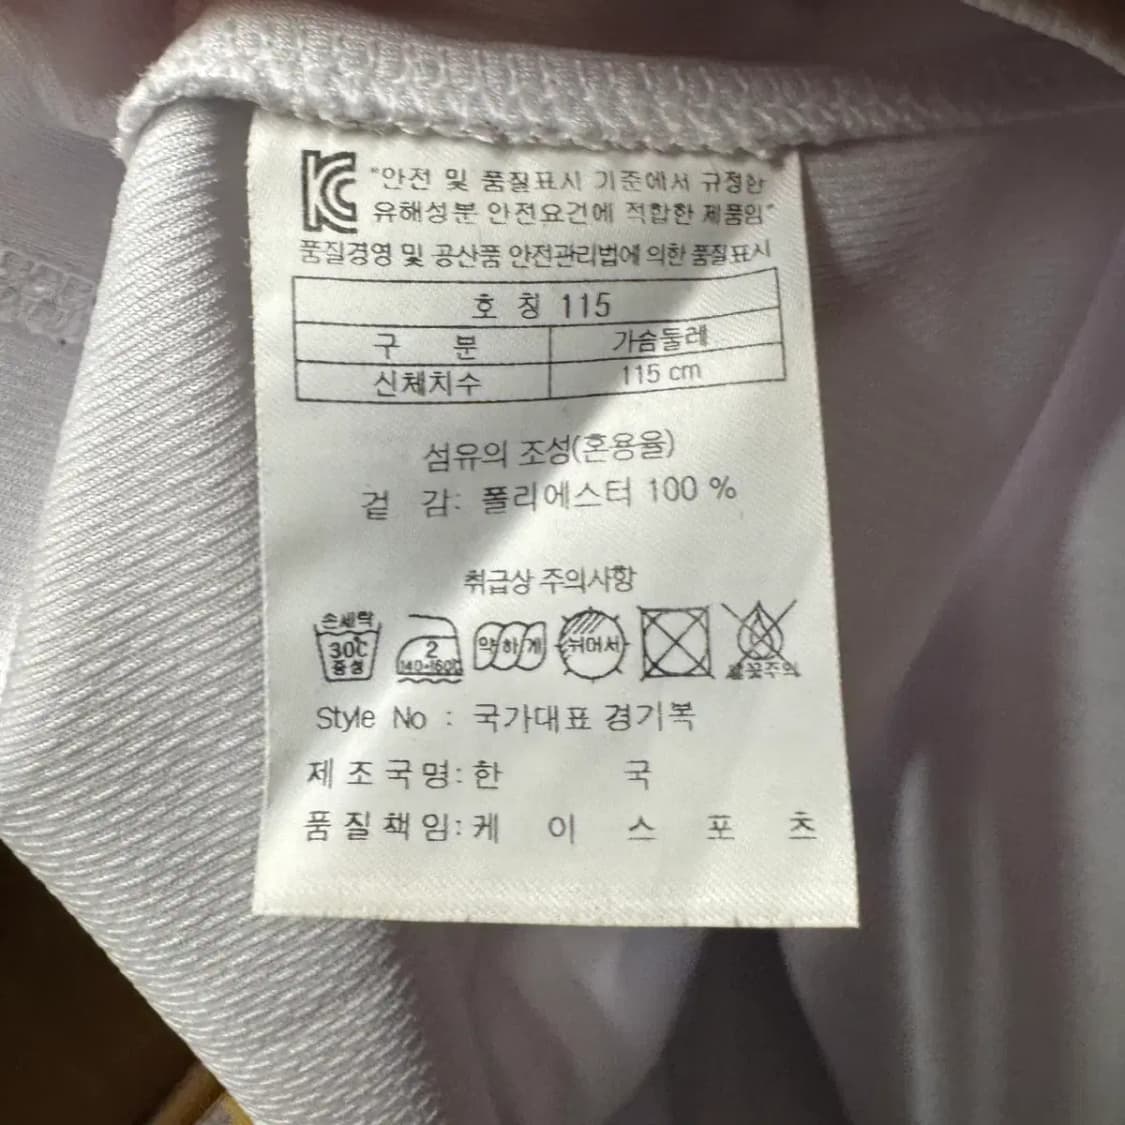 KC "안전 및 품질표시 기준에서 규정한
유해성분 안전요건에 적합한 제품임"
품질경영 및 공산품 안전관리법에 의한 품질표시
호 칭 115
구 분 가슴둘레
신체치수 115 cm
섬유의 조성(혼용율)
겉 감: 폴리에스터 100 %
취급상 주의사항
손세탁
30℃
중성
2
140~160℃
약하게
뉘어서
불꽃주의
Style No : 국가대표 경기복
제조국명: 한 국
품질책임: 케 이 스 포 츠